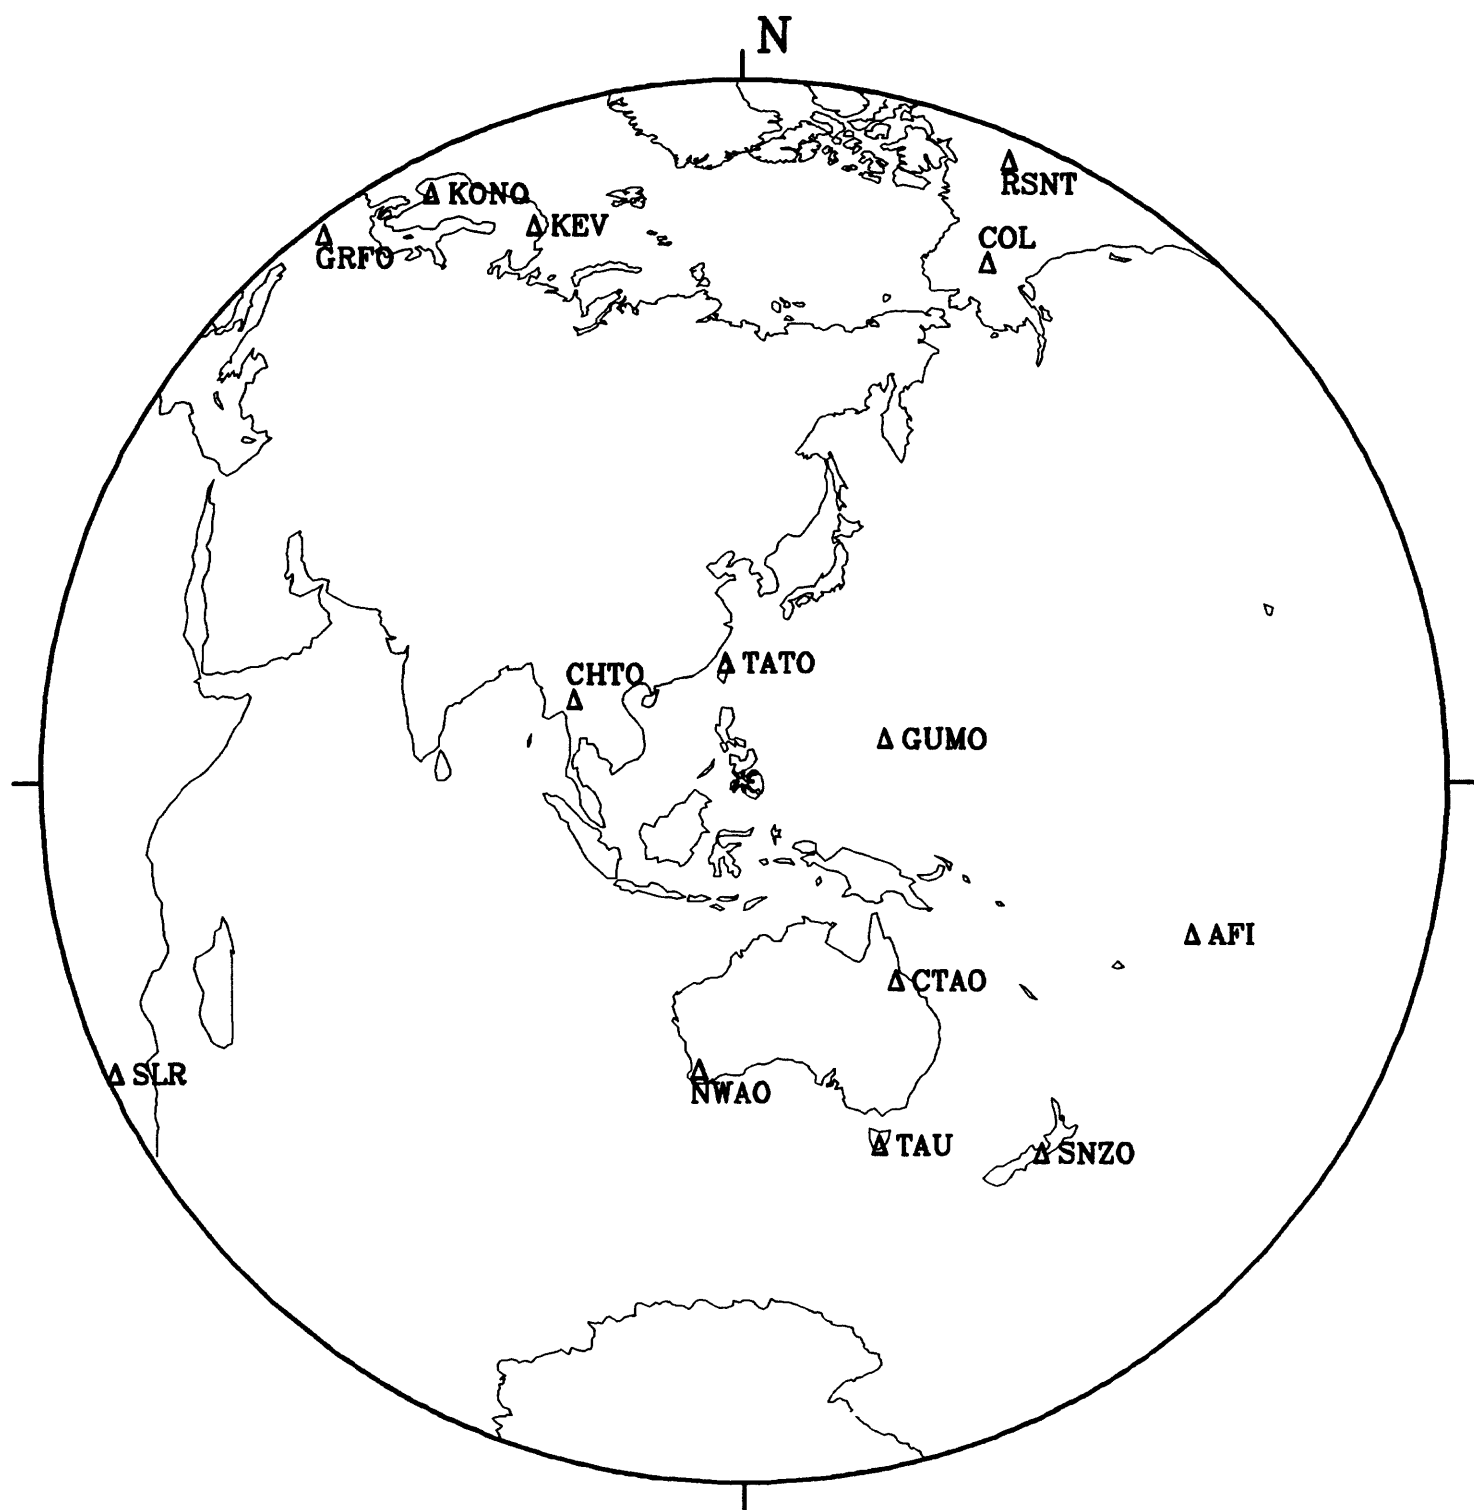 N
RSNT
KONO
KEV
COL
GRFO
TATO
CHTO
GUMO
AFI
CTAO
SLR
NWAO
TAU
SNZO